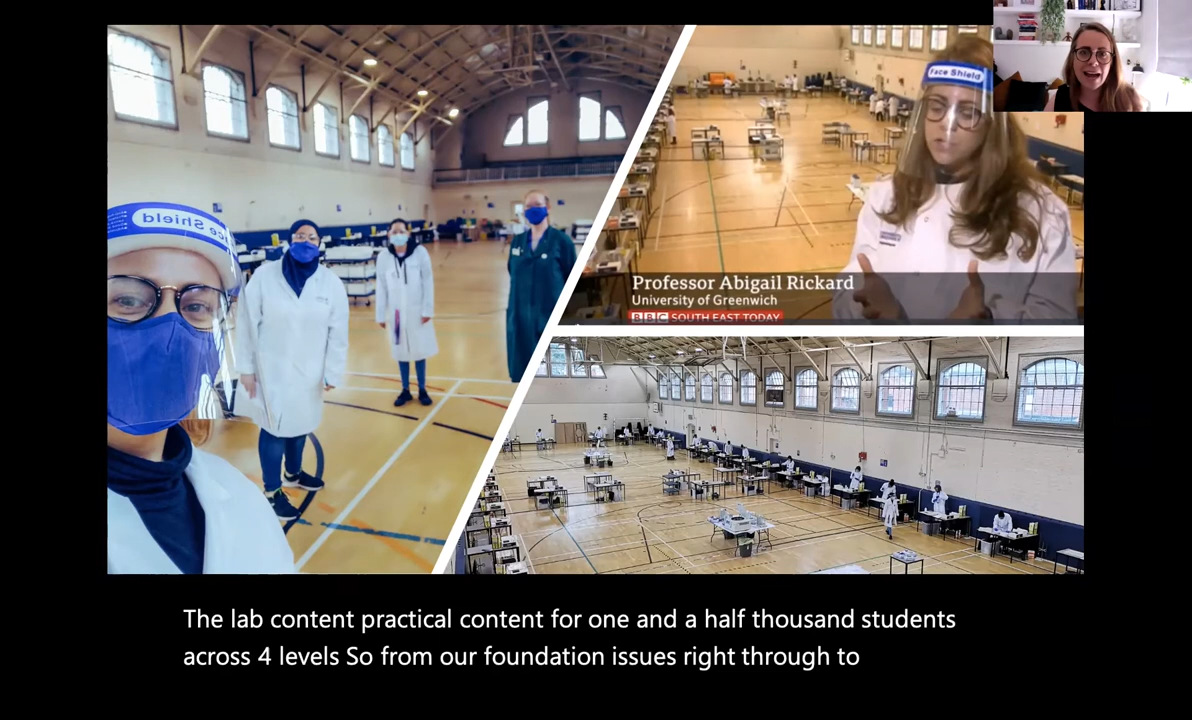 Face Shield
Face Shield
Professor Abigail Rickard
University of Greenwich
BBC SOUTH EAST TODAY
The lab content practical content for one and a half thousand students
across 4 levels So from our foundation issues right through to